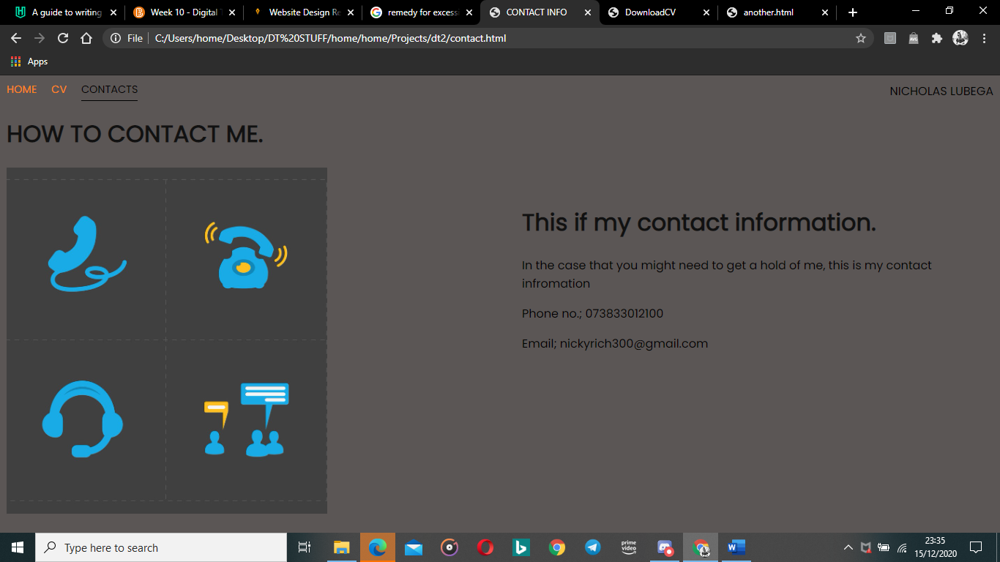 A guide to writing
Week 10 - Digital T
Website Design Re
remedy for excess
CONTACT INFO
DownloadCV
another.html
File
C:/Users/home/Desktop/DT%20STUFF/home/home/Projects/dt2/contact.html
Apps
HOME CV CONTACTS
NICHOLAS LUBEGA
HOW TO CONTACT ME.
This if my contact information.
In the case that you might need to get a hold of me, this is my contact
infromation
Phone no.; 073833012100
Email; nickyrich300@gmail.com
Type here to search
prime
video
23:35
15/12/2020